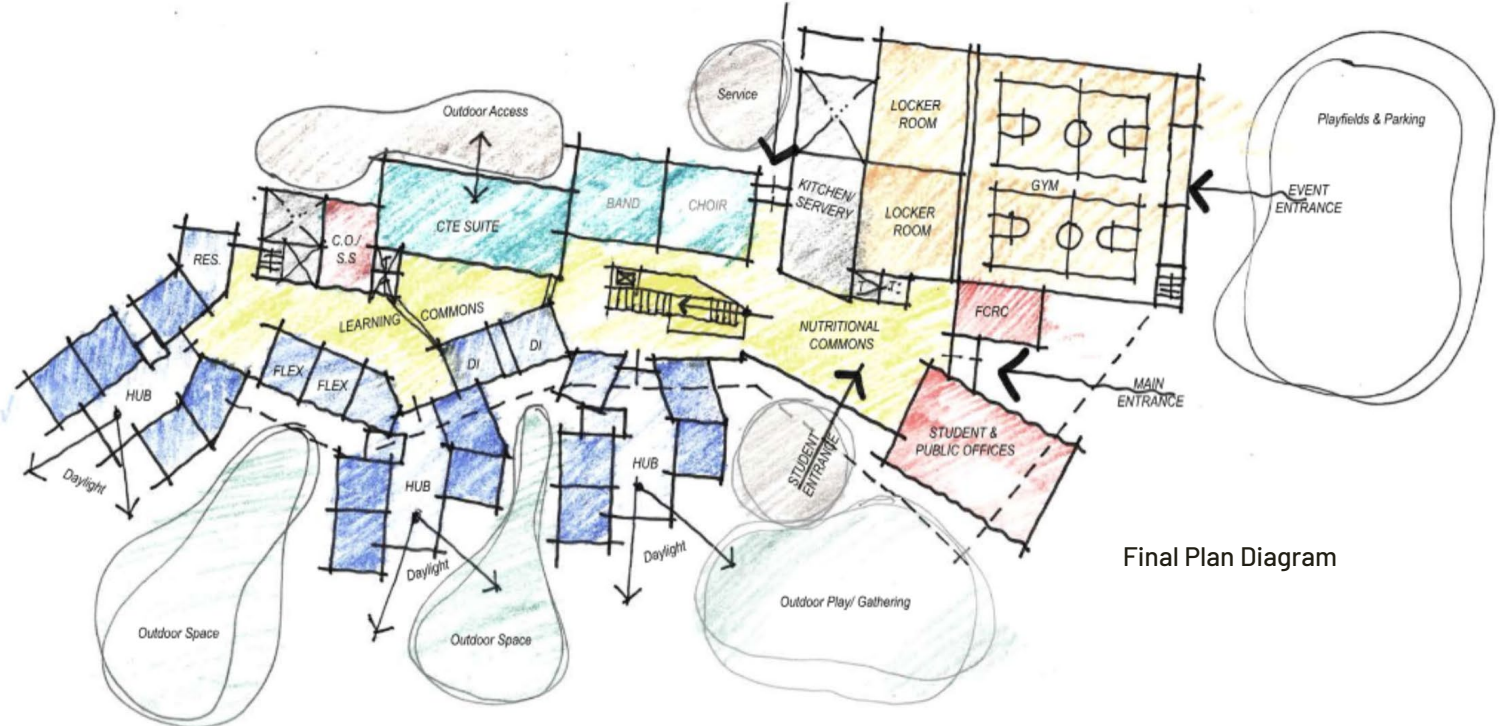 Outdoor Access
Service
LOCKER
ROOM
Playfields & Parking
GYM
KITCHEN/
SERVERY
EVENT
ENTRANCE
BAND
CHOIR
LOCKER
ROOM
CTE SUITE
C.O./
S.S
RES.
LEARNING COMMONS
NUTRITIONAL
COMMONS
FCRC
DI
DI
FLEX
FLEX
MAIN
ENTRANCE
HUB
STUDENT &
PUBLIC OFFICES
STUDENT
ENTRANCE
HUB
HUB
Daylight
Daylight
Daylight
Final Plan Diagram
Outdoor Space
Outdoor Space
Outdoor Play/ Gathering